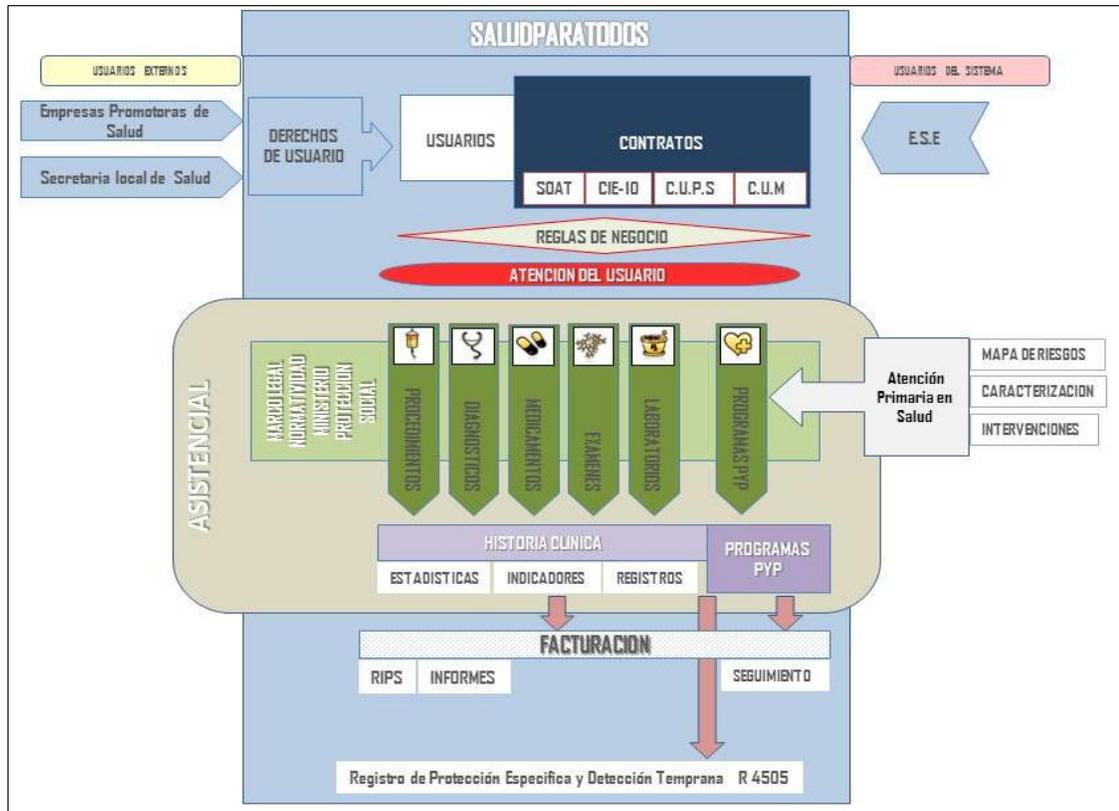 SALUDPARATODOS
USUARIOS EXTERNOS
USUARIOS DEL SISTEMA
Empresas Promotoras de
Salud
Secretaria local de Salud
DERECHOS
DE USUARIO
USUARIOS
CONTRATOS
SOAT
CIE-10
C.U.P.S
C.U.M
E.S.E
REGLAS DE NEGOCIO
ATENCION DEL USUARIO
ASISTENCIAL
MARCO LEGAL
NORMATIVIDAD
MINISTERIO
PROTECCION
SOCIAL
PROCEDIMIENTOS
DIAGNOSTICOS
MEDICAMENTOS
EXAMENES
LABORATORIOS
PROGRAMAS PYP
Atención
Primaria en
Salud
MAPA DE RIESGOS
CARACTERIZACION
INTERVENCIONES
HISTORIA CLINICA
PROGRAMAS
PYP
ESTADISTICAS
INDICADORES
REGISTROS
FACTURACION
RIPS
INFORMES
SEGUIMIENTO
Registro de Protección Especifica y Detección Temprana R 4505